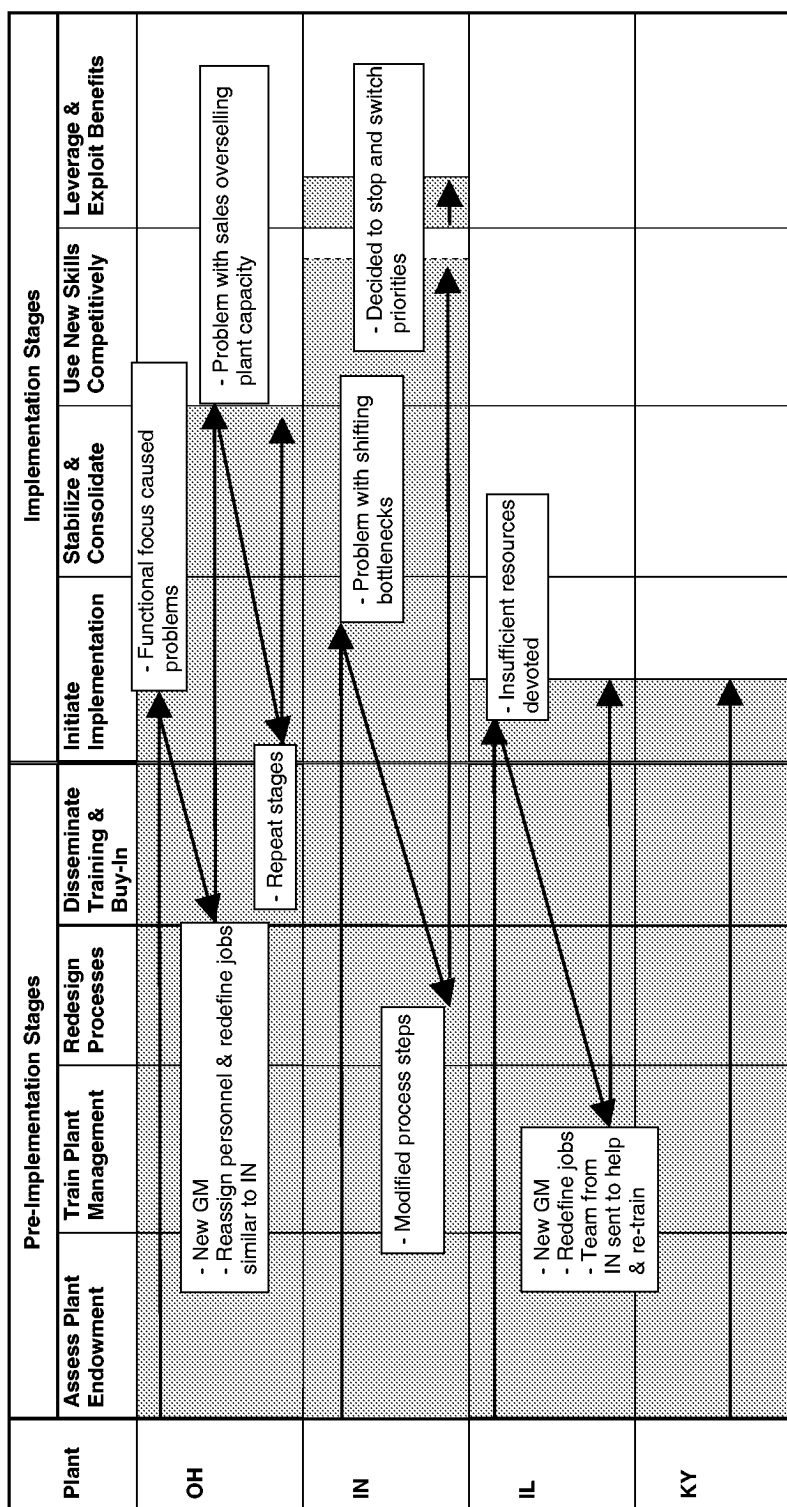 Plant
Pre-Implementation Stages
Implementation Stages
Assess Plant
Endowment
Train Plant
Management
Redesign
Processes
Disseminate
Training &
Buy-In
Initiate
Implementation
Stabilize &
Consolidate
Use New Skills
Competitively
Leverage &
Exploit Benefits
OH
- New GM
- Reassign personnel & redefine jobs
similar to IN
- Repeat stages
- Functional focus caused
problems
- Problem with sales overselling
plant capacity
IN
- Modified process steps
- Problem with shifting
bottlenecks
- Decided to stop and switch
priorities
IL
- New GM
- Redefine jobs
- Team from
IN sent to help
& re-train
- Insufficient resources
devoted
KY